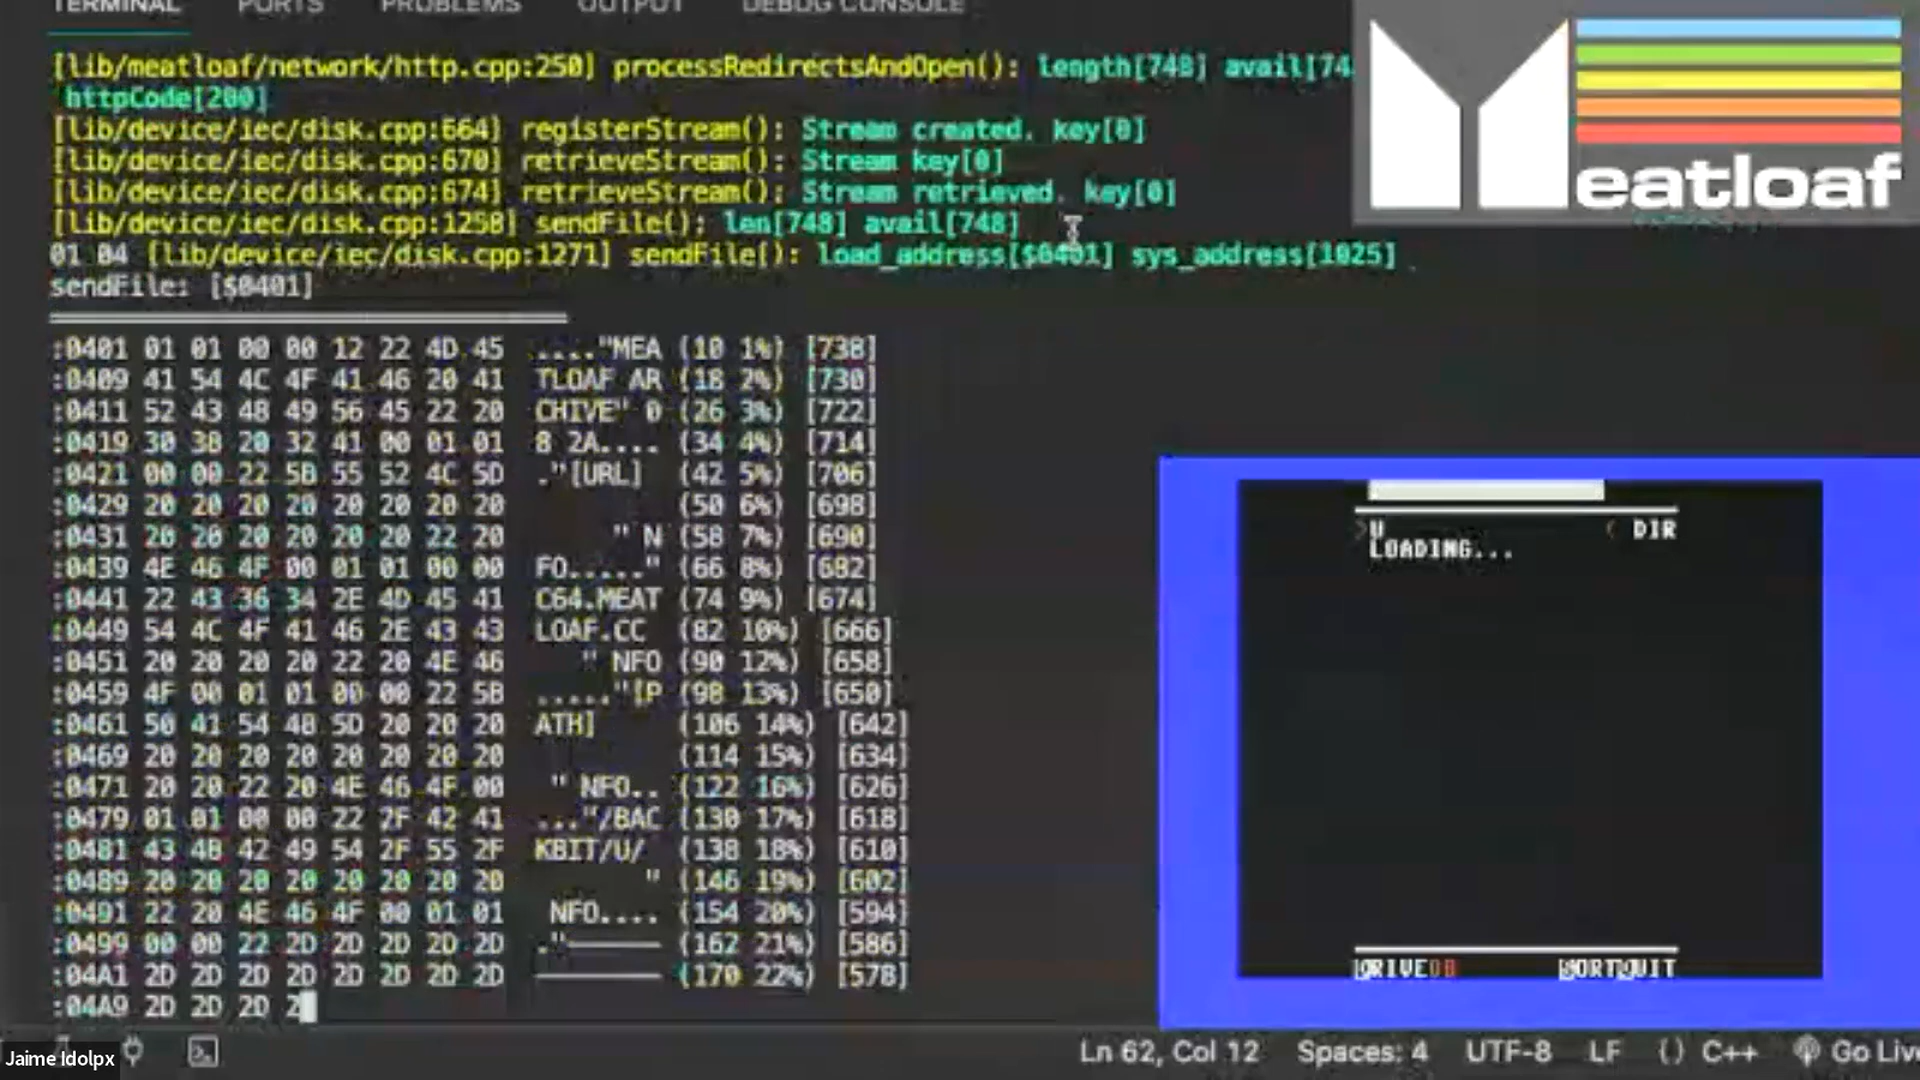 TERMINAL PORTS PROBLEMS OUTPUT DEBUG CONSOLE
[lib/meatloaf/network/http.cpp:250] processRedirectsAndOpen(): length[748] avail[74
httpCode[200]
[lib/device/iec/disk.cpp:664] registerStream(): Stream created. key[0]
[lib/device/iec/disk.cpp:670] retrieveStream(): Stream key[0]
[lib/device/iec/disk.cpp:674] retrieveStream(): Stream retrieved. key[0]
[lib/device/iec/disk.cpp:1258] sendFile(): len[748] avail[748]
01 04 [lib/device/iec/disk.cpp:1271] sendFile(): load_address[$0401] sys_address[1025]
sendFile: [$0401]
:0401 01 01 00 00 12 22 4D 45 ...."MEA (10 1%) [738]
:0409 41 54 4C 4F 41 46 20 41 TLOAF AR (18 2%) [730]
:0411 52 43 48 49 56 45 22 20 CHIVE" 0 (26 3%) [722]
:0419 30 38 20 32 41 00 01 01 8 2A.... (34 4%) [714]
:0421 00 00 22 5B 55 52 4C 5D ."[URL] (42 5%) [706]
:0429 20 20 20 20 20 20 20 20 (50 6%) [698]
:0431 20 20 20 20 20 20 22 20 " N (58 7%) [690]
:0439 4E 46 4F 00 01 01 00 00 FO....." (66 8%) [682]
:0441 22 43 36 34 2E 4D 45 41 C64.MEAT (74 9%) [674]
:0449 54 4C 4F 41 46 2E 43 43 LOAF.CC (82 10%) [666]
:0451 20 20 20 20 22 20 4E 46 " NFO (90 12%) [658]
:0459 4F 00 01 01 00 00 22 5B ....."[P (98 13%) [650]
:0461 50 41 54 48 5D 20 20 20 ATH] (106 14%) [642]
:0469 20 20 20 20 20 20 20 20 (114 15%) [634]
:0471 20 20 22 20 4E 46 4F 00 " NFO.. (122 16%) [626]
:0479 01 01 00 00 22 2F 42 41 ..."/BAC (130 17%) [618]
:0481 43 4B 42 49 54 2F 55 2F KBIT/U/ (138 18%) [610]
:0489 20 20 20 20 20 20 20 20 " (146 19%) [602]
:0491 22 20 4E 46 4F 00 01 01 NFO.... (154 20%) [594]
:0499 00 00 22 2D 2D 2D 2D 2D ."----- (162 21%) [586]
:04A1 2D 2D 2D 2D 2D 2D 2D 2D -------- (170 22%) [578]
:04A9 2D 2D 2D 2
Meatloaf
>U < DIR
LOADING...
DRIVE08 QUIT
Jaime Idolpx
Ln 62, Col 12 Spaces: 4 UTF-8 LF {} C++ Go Live